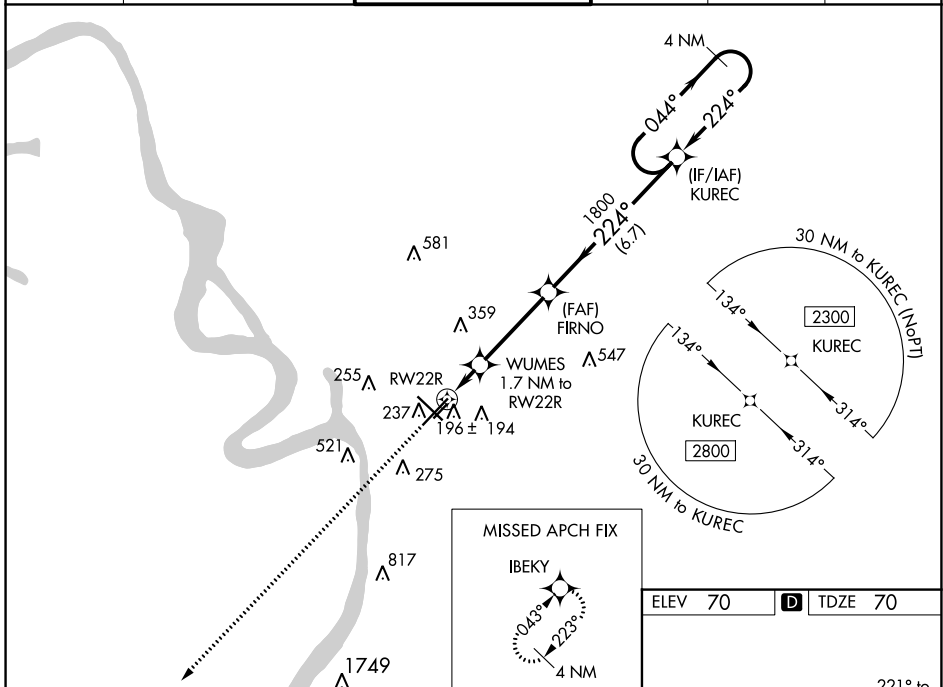 4 NM
044°
224°
(IF/IAF)
KUREC
1800
224°
(6.7)
581
30 NM to KUREC (NoPT)
134°
2300
KUREC
314°
(FAF)
FIRNO
359
134°
547
WUMES
1.7 NM to
RW22R
RW22R
255
237
196 ±
194
KUREC
2800
314°
30 NM to KUREC
521
275
MISSED APCH FIX
IBEKY
043°
223°
4 NM
817
1749
ELEV 70
D
TDZE 70
221° to